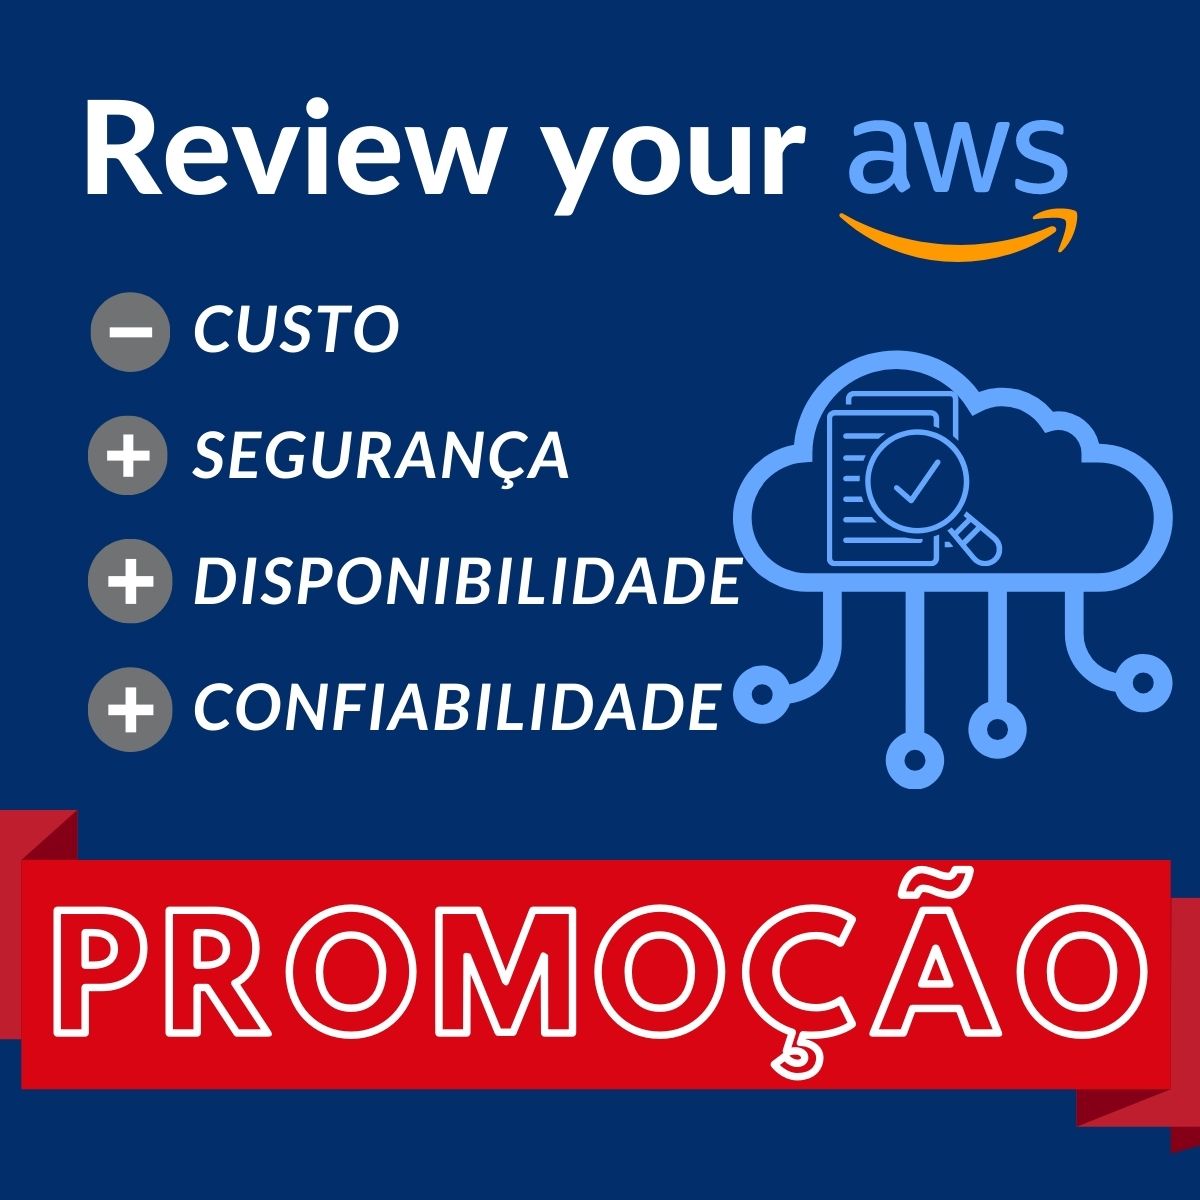 Review your aws
CUSTO
SEGURANÇA
DISPONIBILIDADE
CONFIABILIDADE
PROMOÇÃO